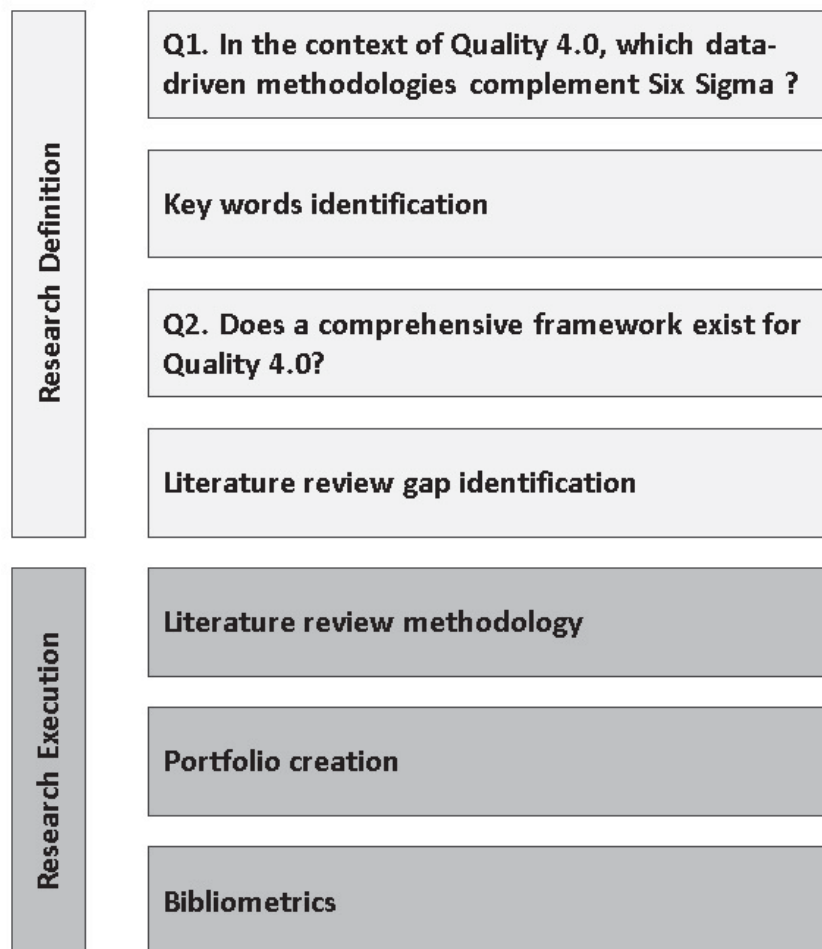 Research Definition
Q1. In the context of Quality 4.0, which data-
driven methodologies complement Six Sigma ?
Key words identification
Q2. Does a comprehensive framework exist for
Quality 4.0?
Literature review gap identification
Research Execution
Literature review methodology
Portfolio creation
Bibliometrics